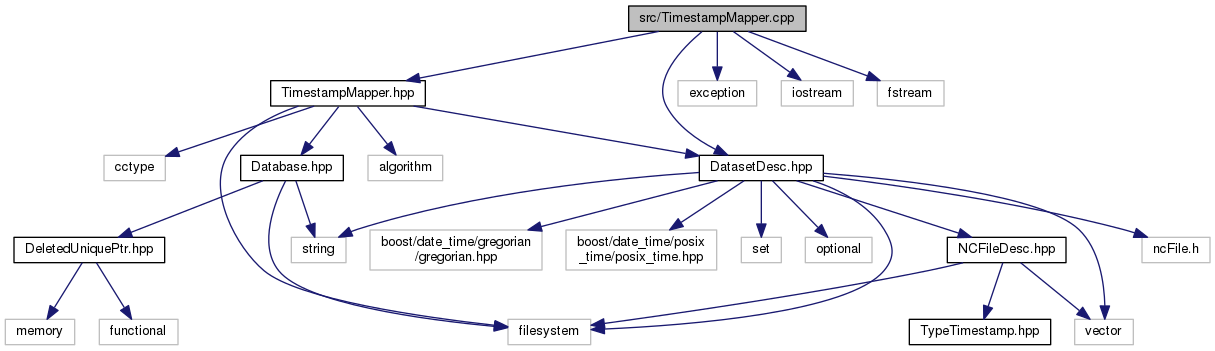 src/TimestampMapper.cpp
TimestampMapper.hpp
exception
iostream
fstream
cctype
Database.hpp
algorithm
DatasetDesc.hpp
DeletedUniquePtr.hpp
string
boost/date_time/gregorian
/gregorian.hpp
boost/date_time/posix
_time/posix_time.hpp
set
optional
NCFileDesc.hpp
ncFile.h
memory
functional
filesystem
TypeTimestamp.hpp
vector